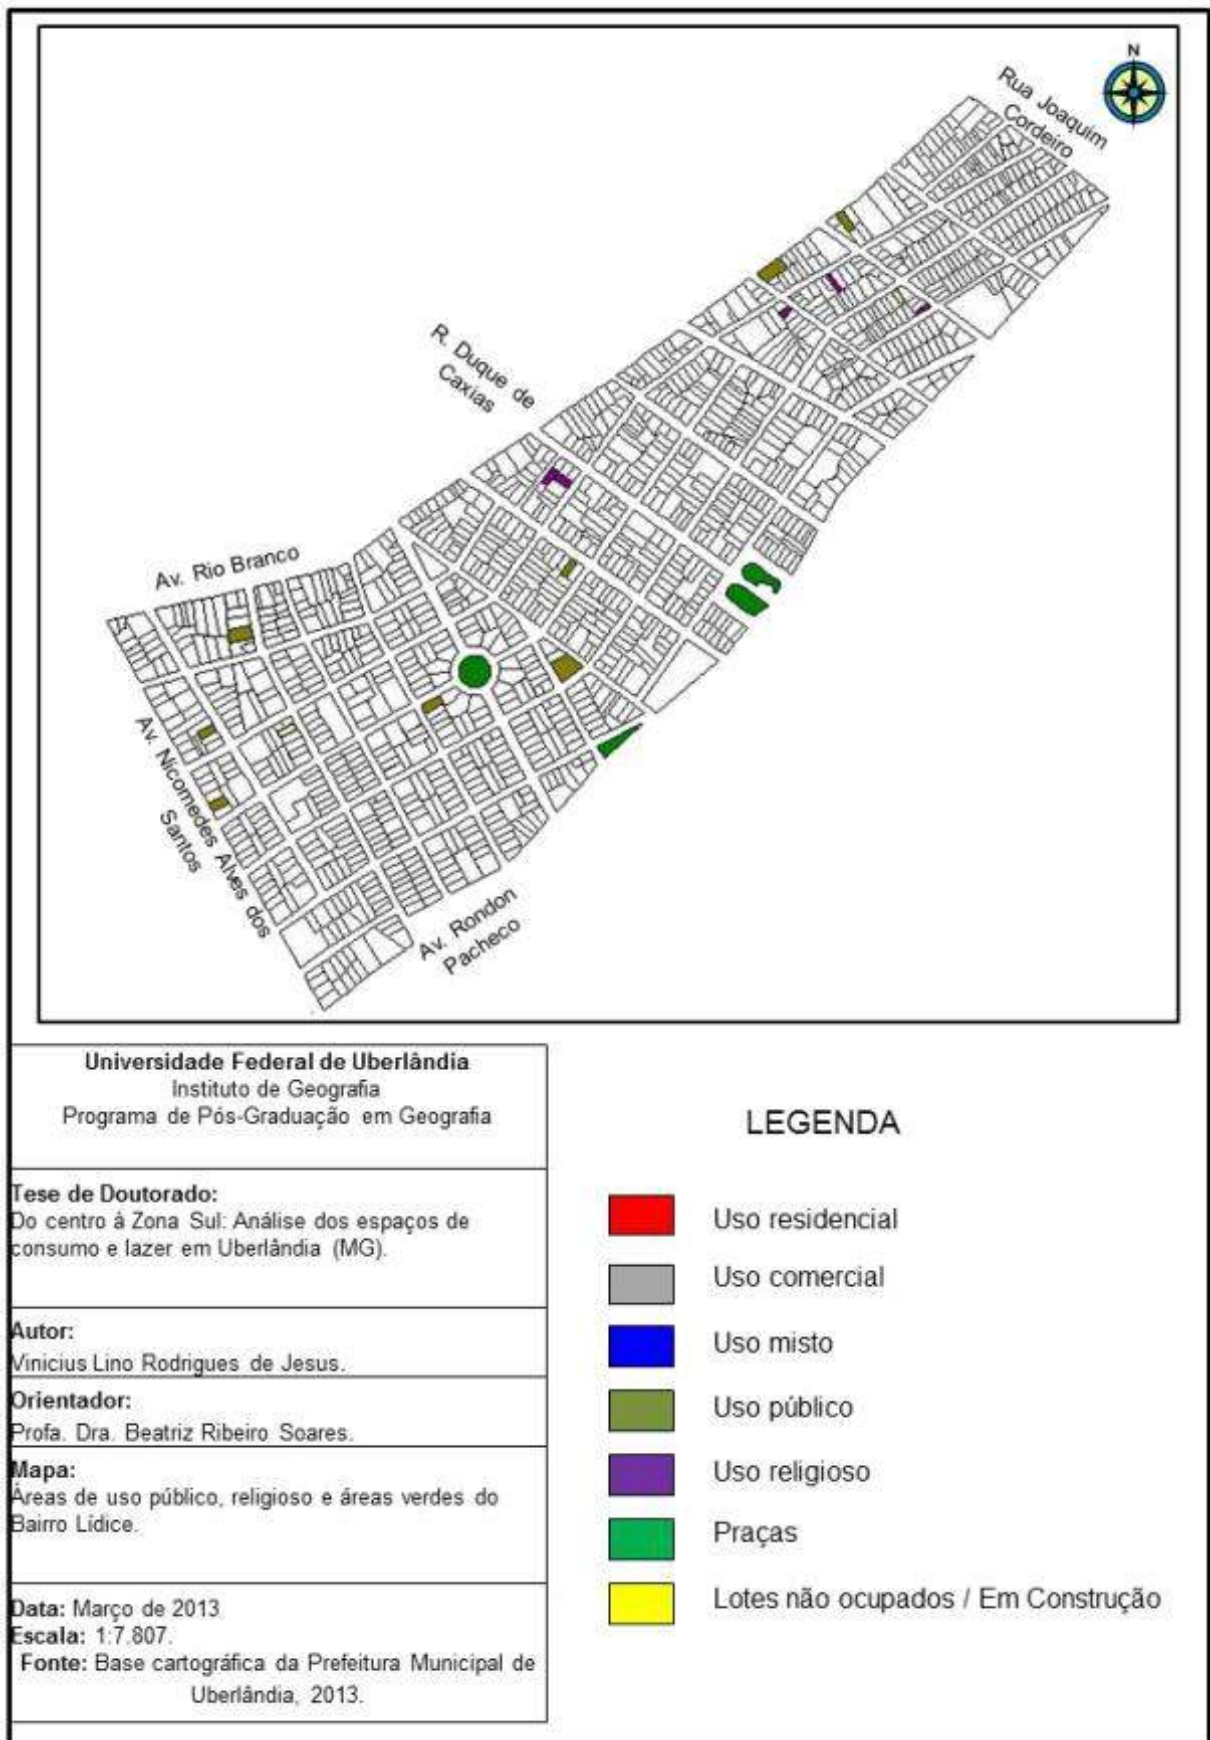 N
Rua Joaquim
Cordeiro
R. Duque de
Caxias
Av. Rio Branco
Av. Nicomedes Alves dos
Santos
Av. Rondon
Pacheco
Universidade Federal de Uberlândia
Instituto de Geografia
Programa de Pós-Graduação em Geografia
Tese de Doutorado:
Do centro à Zona Sul: Análise dos espaços de
consumo e lazer em Uberlândia (MG).
Autor:
Vinicius Lino Rodrigues de Jesus.
Orientador:
Profa. Dra. Beatriz Ribeiro Soares.
Mapa:
Áreas de uso público, religioso e áreas verdes do
Bairro Lídice.
Data: Março de 2013
Escala: 1:7.807.
Fonte: Base cartográfica da Prefeitura Municipal de
Uberlândia, 2013.
LEGENDA
Uso residencial
Uso comercial
Uso misto
Uso público
Uso religioso
Praças
Lotes não ocupados / Em Construção